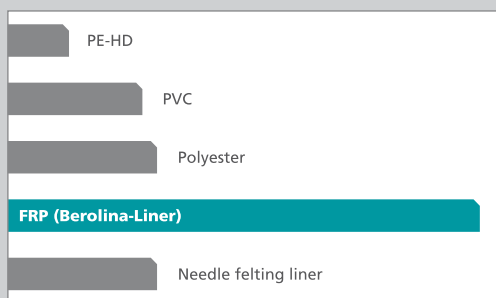 PE-HD
PVC
Polyester
FRP (Berolina-Liner)
Needle felting liner